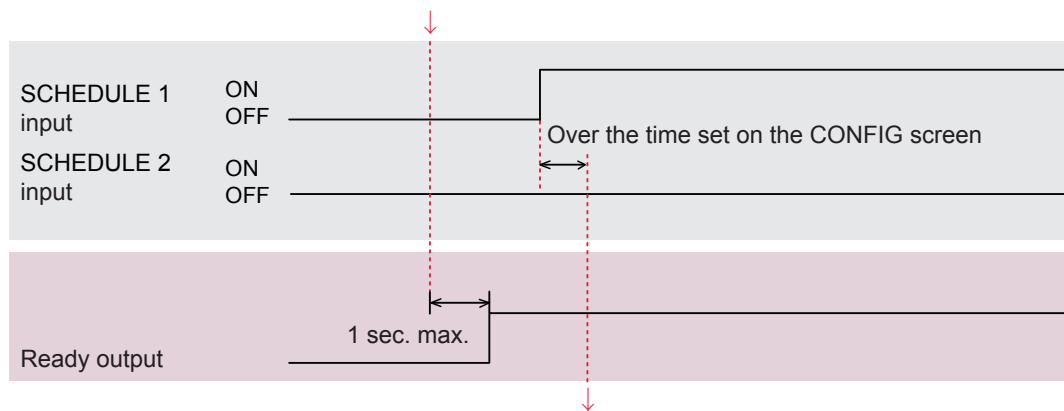 SCHEDULE 1
input
ON
OFF
Over the time set on the CONFIG screen
SCHEDULE 2
input
ON
OFF
1 sec. max.
Ready output